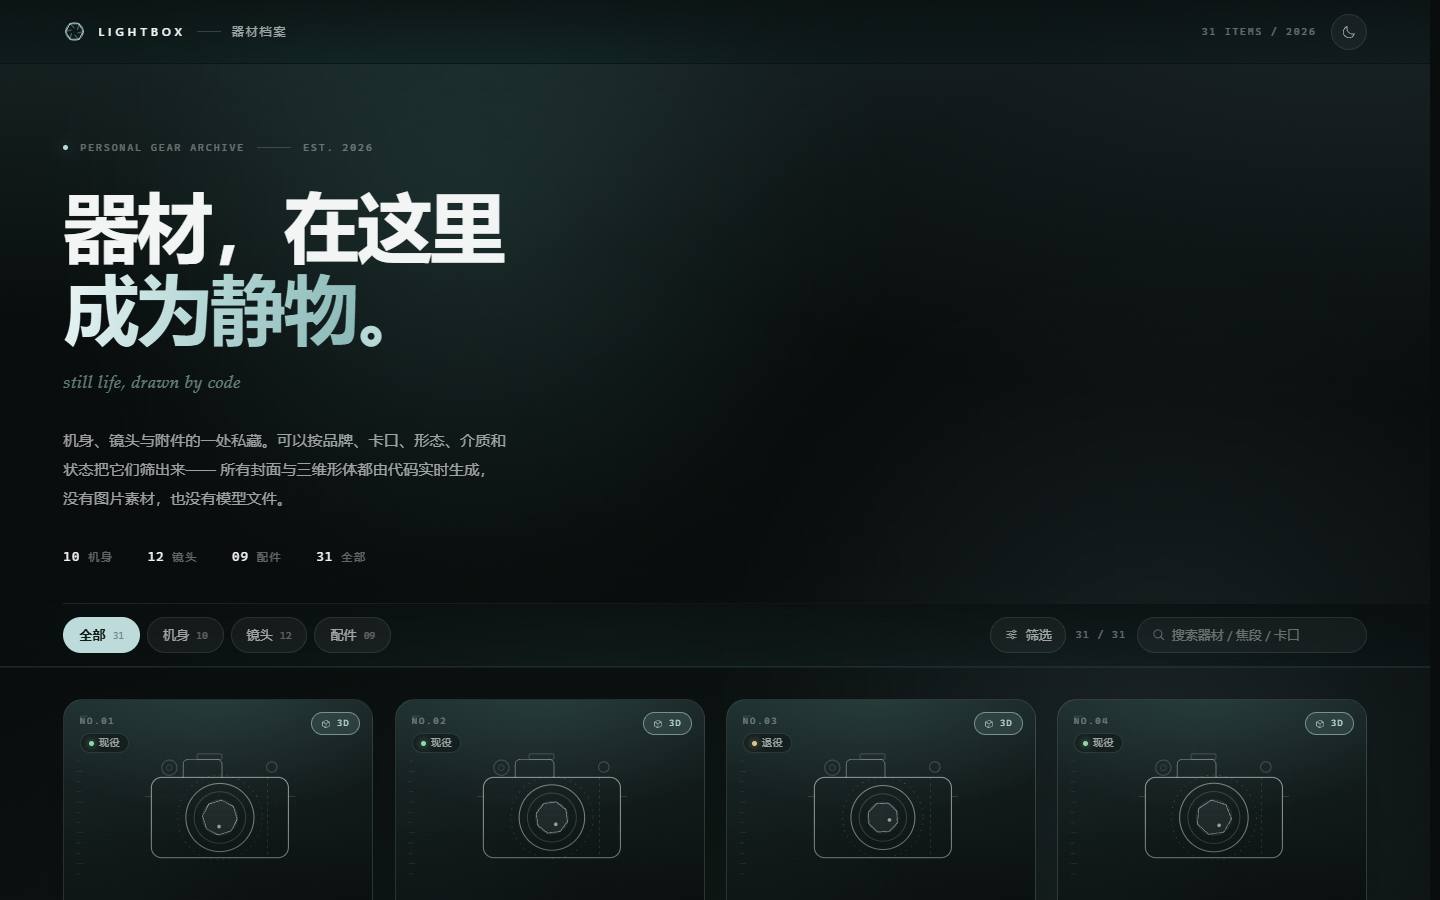 LIGHTBOX 器材档案
31 ITEMS / 2026
PERSONAL GEAR ARCHIVE EST. 2026
器材，在这里
成为静物。
still life, drawn by code
机身、镜头与附件的一处私藏。可以按品牌、卡口、形态、介质和
状态把它们筛出来—— 所有封面与三维形体都由代码实时生成，
没有图片素材，也没有模型文件。
10 机身 12 镜头 09 配件 31 全部
全部 31 机身 10 镜头 12 配件 09
筛选 31 / 31 搜索器材 / 焦段 / 卡口
NO.01 3D
现役
NO.02 3D
现役
NO.03 3D
退役
NO.04 3D
现役